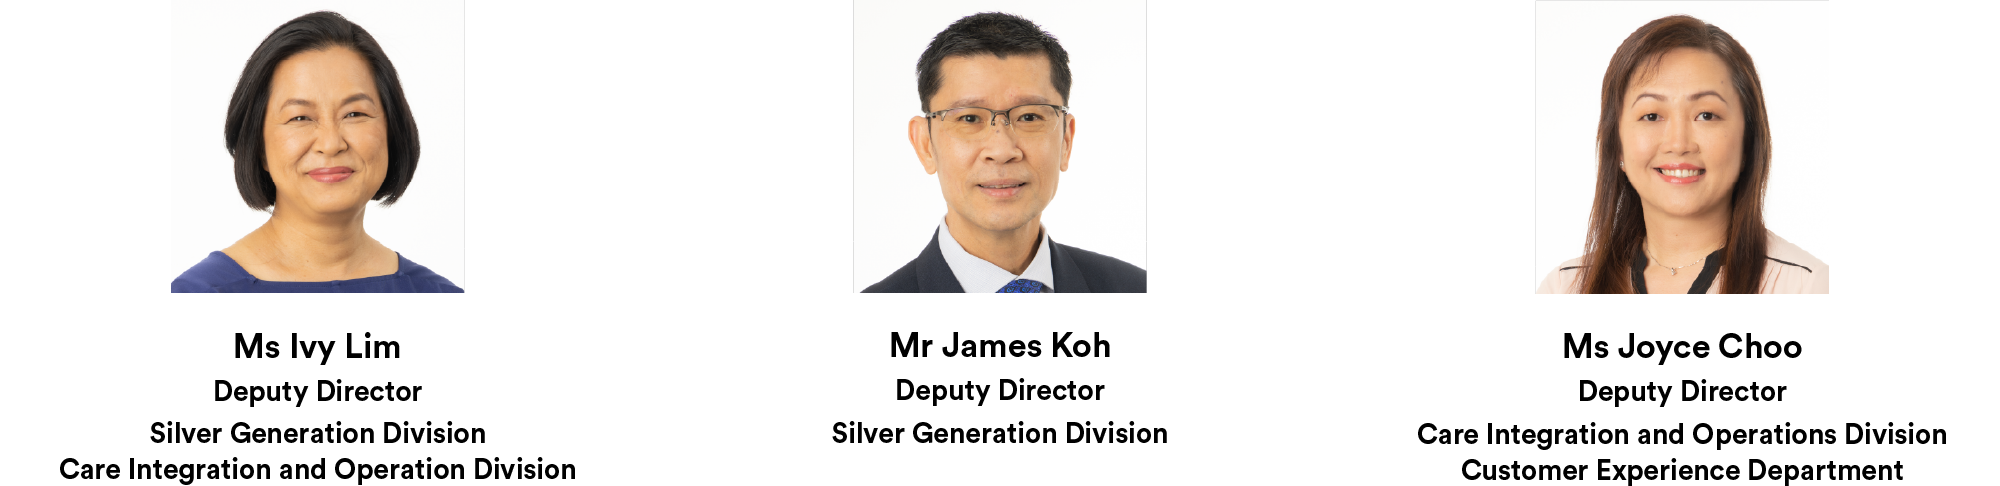 Ms Ivy Lim
Deputy Director
Silver Generation Division
Care Integration and Operation Division
Mr James Koh
Deputy Director
Silver Generation Division
Ms Joyce Choo
Deputy Director
Care Integration and Operations Division
Customer Experience Department